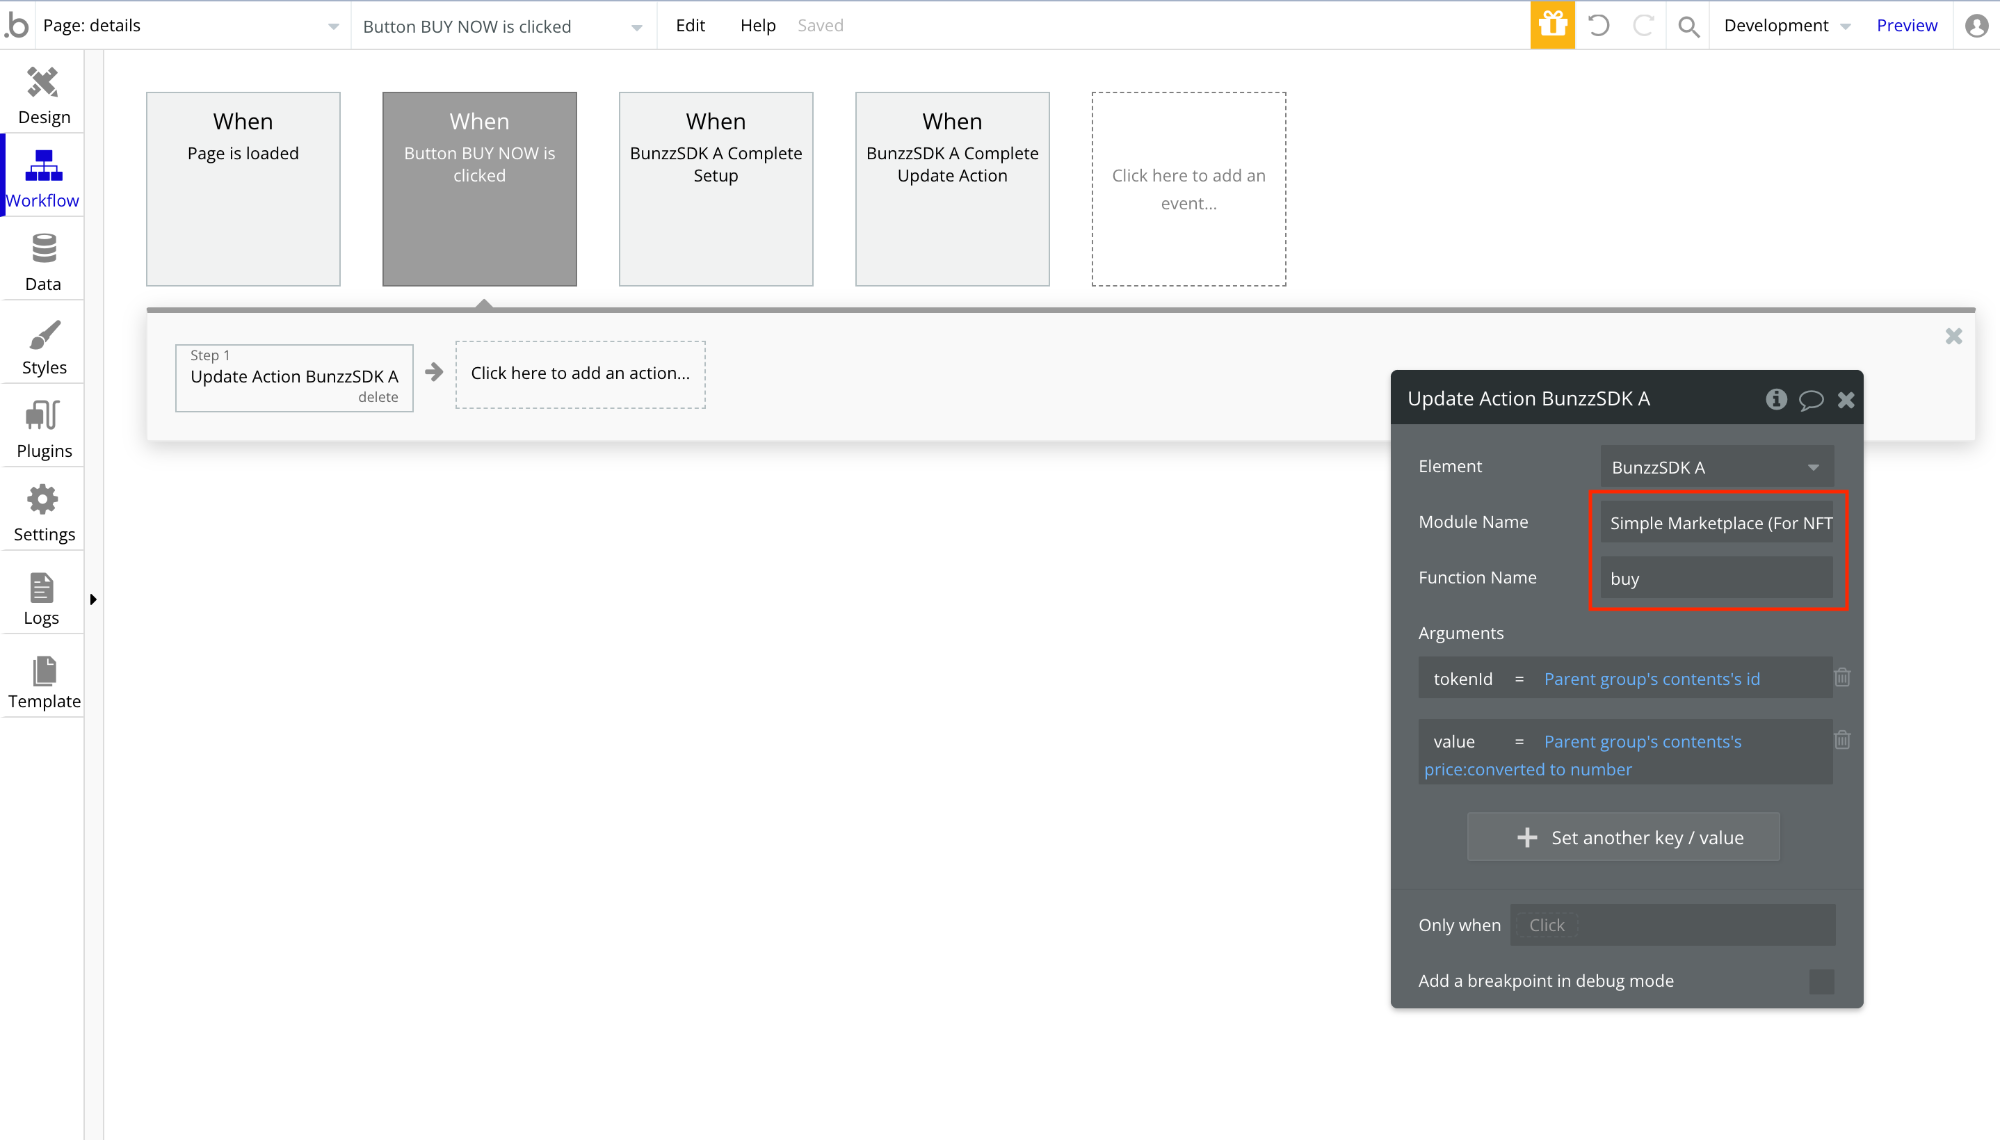 .b
Page: details
Button BUY NOW is clicked
Edit
Help
Saved
Development
Preview
Design
Workflow
Data
Styles
Plugins
Settings
Logs
Template
When
Page is loaded
When
Button BUY NOW is
clicked
When
BunzzSDK A Complete
Setup
When
BunzzSDK A Complete
Update Action
Click here to add an
event...
Step 1
Update Action BunzzSDK A
delete
Click here to add an action...
Update Action BunzzSDK A
Element
BunzzSDK A
Module Name
Simple Marketplace (For NFT
Function Name
buy
Arguments
tokenId = Parent group's contents's id
value = Parent group's contents's
price:converted to number
Set another key / value
Only when
Click
Add a breakpoint in debug mode